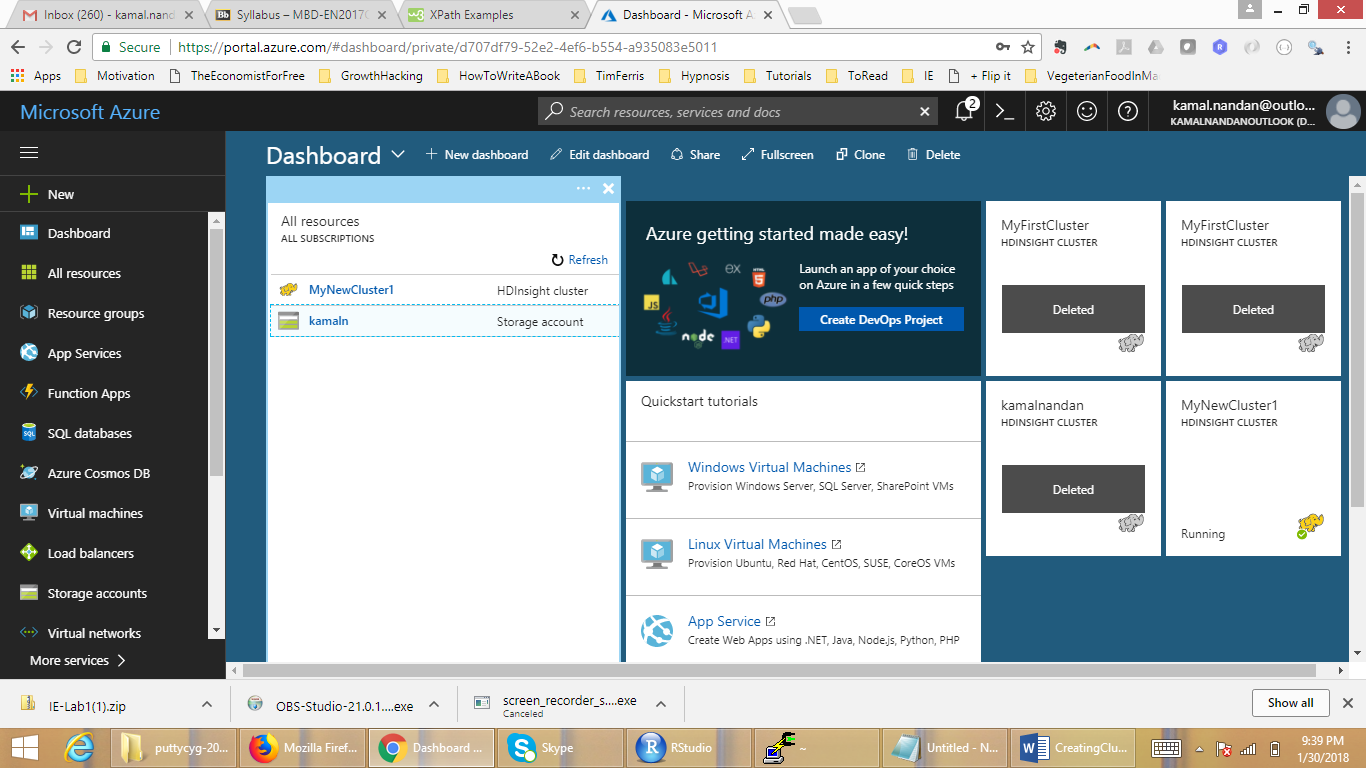 Inbox (260) - kamal.nand
Syllabus – MBD-EN2017
XPath Examples
Dashboard - Microsoft A
Secure
https://portal.azure.com/#dashboard/private/d707df79-52e2-4ef6-b554-a935083e5011
Apps
Motivation
TheEconomistForFree
GrowthHacking
HowToWriteABook
TimFerris
Hypnosis
Tutorials
ToRead
IE
+ Flip it
VegeterianFoodInMa
Microsoft Azure
Search resources, services and docs
2
kamal.nandan@outlo...
KAMALNANDANOUTLOOK (D...
Dashboard
New dashboard
Edit dashboard
Share
Fullscreen
Clone
Delete
New
Dashboard
All resources
Resource groups
App Services
Function Apps
SQL databases
Azure Cosmos DB
Virtual machines
Load balancers
Storage accounts
Virtual networks
More services
All resources
ALL SUBSCRIPTIONS
Refresh
MyNewCluster1
HDInsight cluster
kamaln
Storage account
Azure getting started made easy!
Launch an app of your choice
on Azure in a few quick steps
Create DevOps Project
EX
HTML
JS
php
node
.NET
Quickstart tutorials
Windows Virtual Machines
Provision Windows Server, SQL Server, SharePoint VMs
Linux Virtual Machines
Provision Ubuntu, Red Hat, CentOS, SUSE, CoreOS VMs
App Service
Create Web Apps using .NET, Java, Node.js, Python, PHP
MyFirstCluster
HDINSIGHT CLUSTER
Deleted
MyFirstCluster
HDINSIGHT CLUSTER
Deleted
kamalnandan
HDINSIGHT CLUSTER
Deleted
MyNewCluster1
HDINSIGHT CLUSTER
Running
IE-Lab1(1).zip
OBS-Studio-21.0.1....exe
screen_recorder_s....exe
Canceled
Show all
puttycyg-20...
Mozilla Firef...
Dashboard ...
Skype
RStudio
~
Untitled - N...
CreatingClu...
9:39 PM
1/30/2018